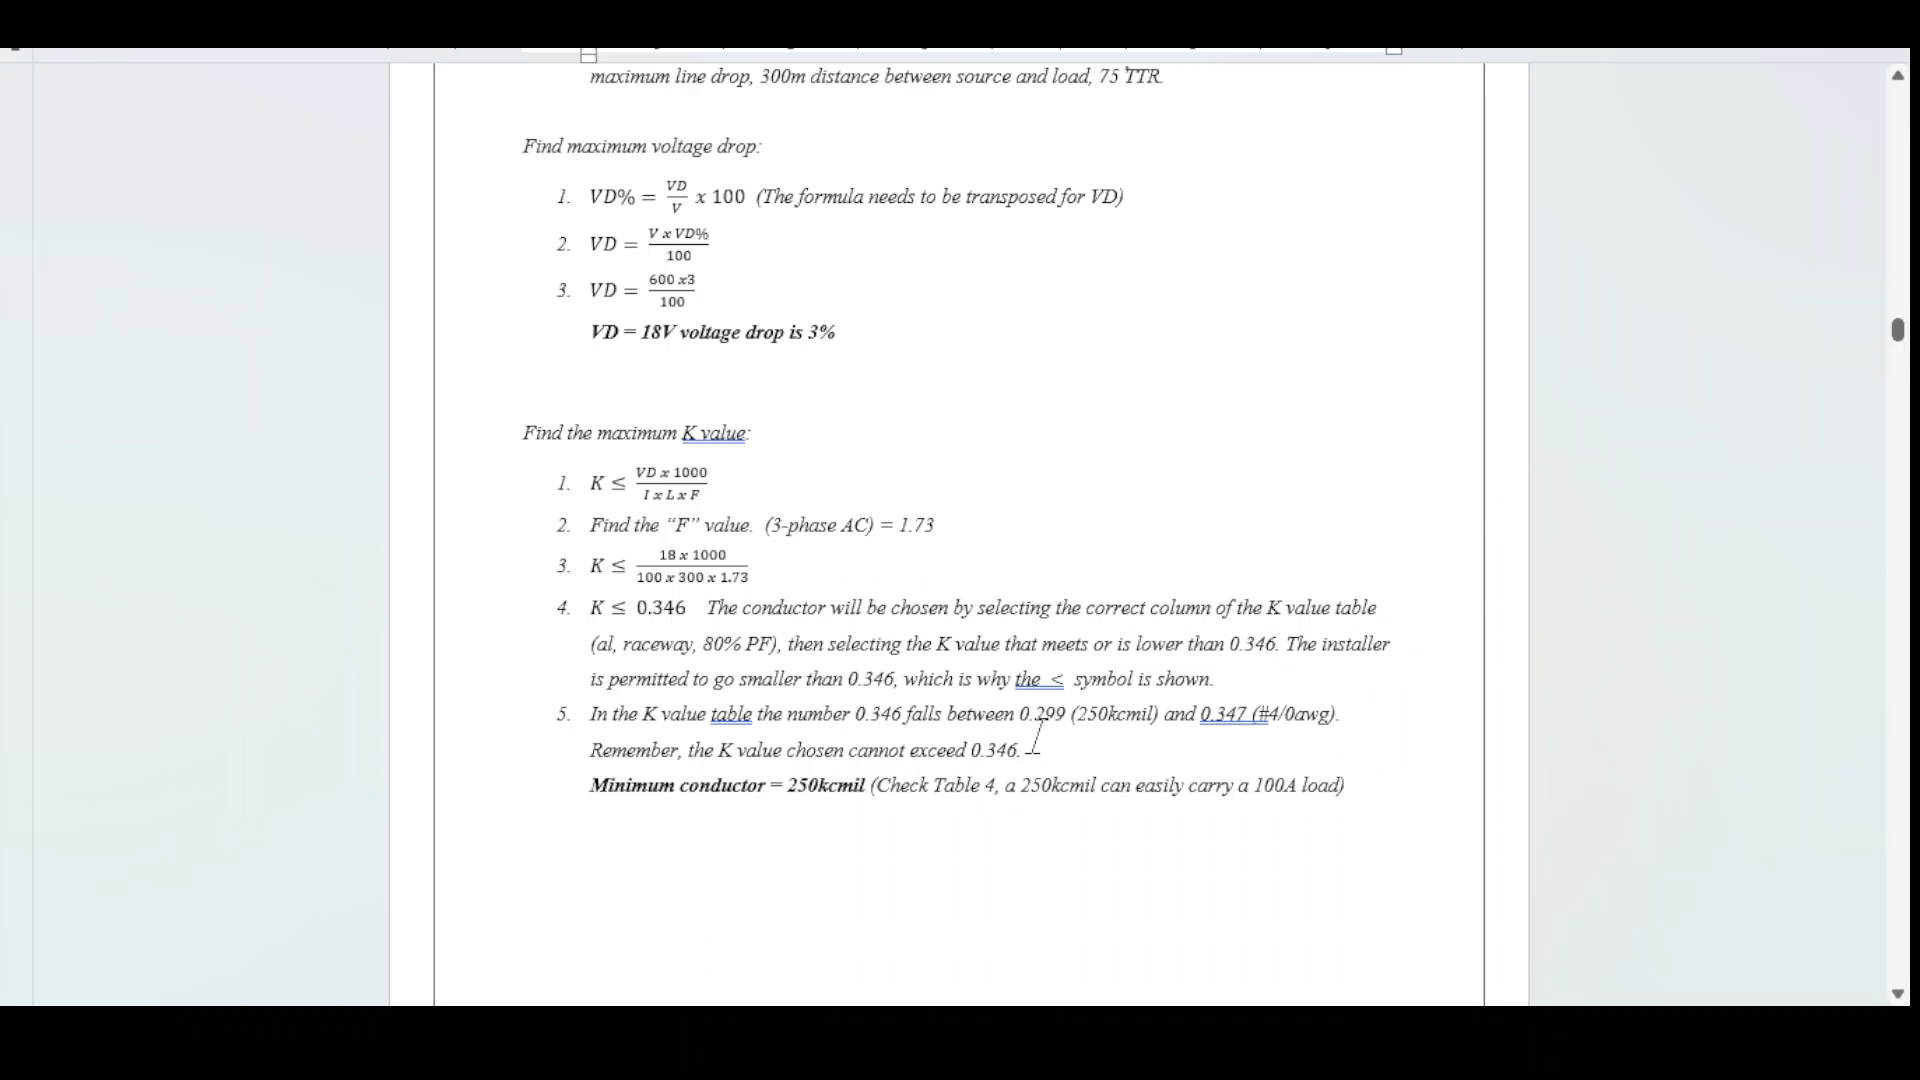 maximum line drop, 300m distance between source and load, 75 TTR.
Find maximum voltage drop:
1. VD% = VD/V x 100 (The formula needs to be transposed for VD)
2. VD = V x VD%/100
3. VD = 600 x3/100
VD = 18V voltage drop is 3%
Find the maximum K value:
1. K ≤ VD x 1000/I x L x F
2. Find the “F” value. (3-phase AC) = 1.73
3. K ≤ 18 x 1000/100 x 300 x 1.73
4. K ≤ 0.346 The conductor will be chosen by selecting the correct column of the K value table
(al, raceway, 80% PF), then selecting the K value that meets or is lower than 0.346. The installer
is permitted to go smaller than 0.346, which is why the < symbol is shown.
5. In the K value table the number 0.346 falls between 0.299 (250kcmil) and 0.347 (#4/0awg).
Remember, the K value chosen cannot exceed 0.346.
Minimum conductor = 250kcmil (Check Table 4, a 250kcmil can easily carry a 100A load)